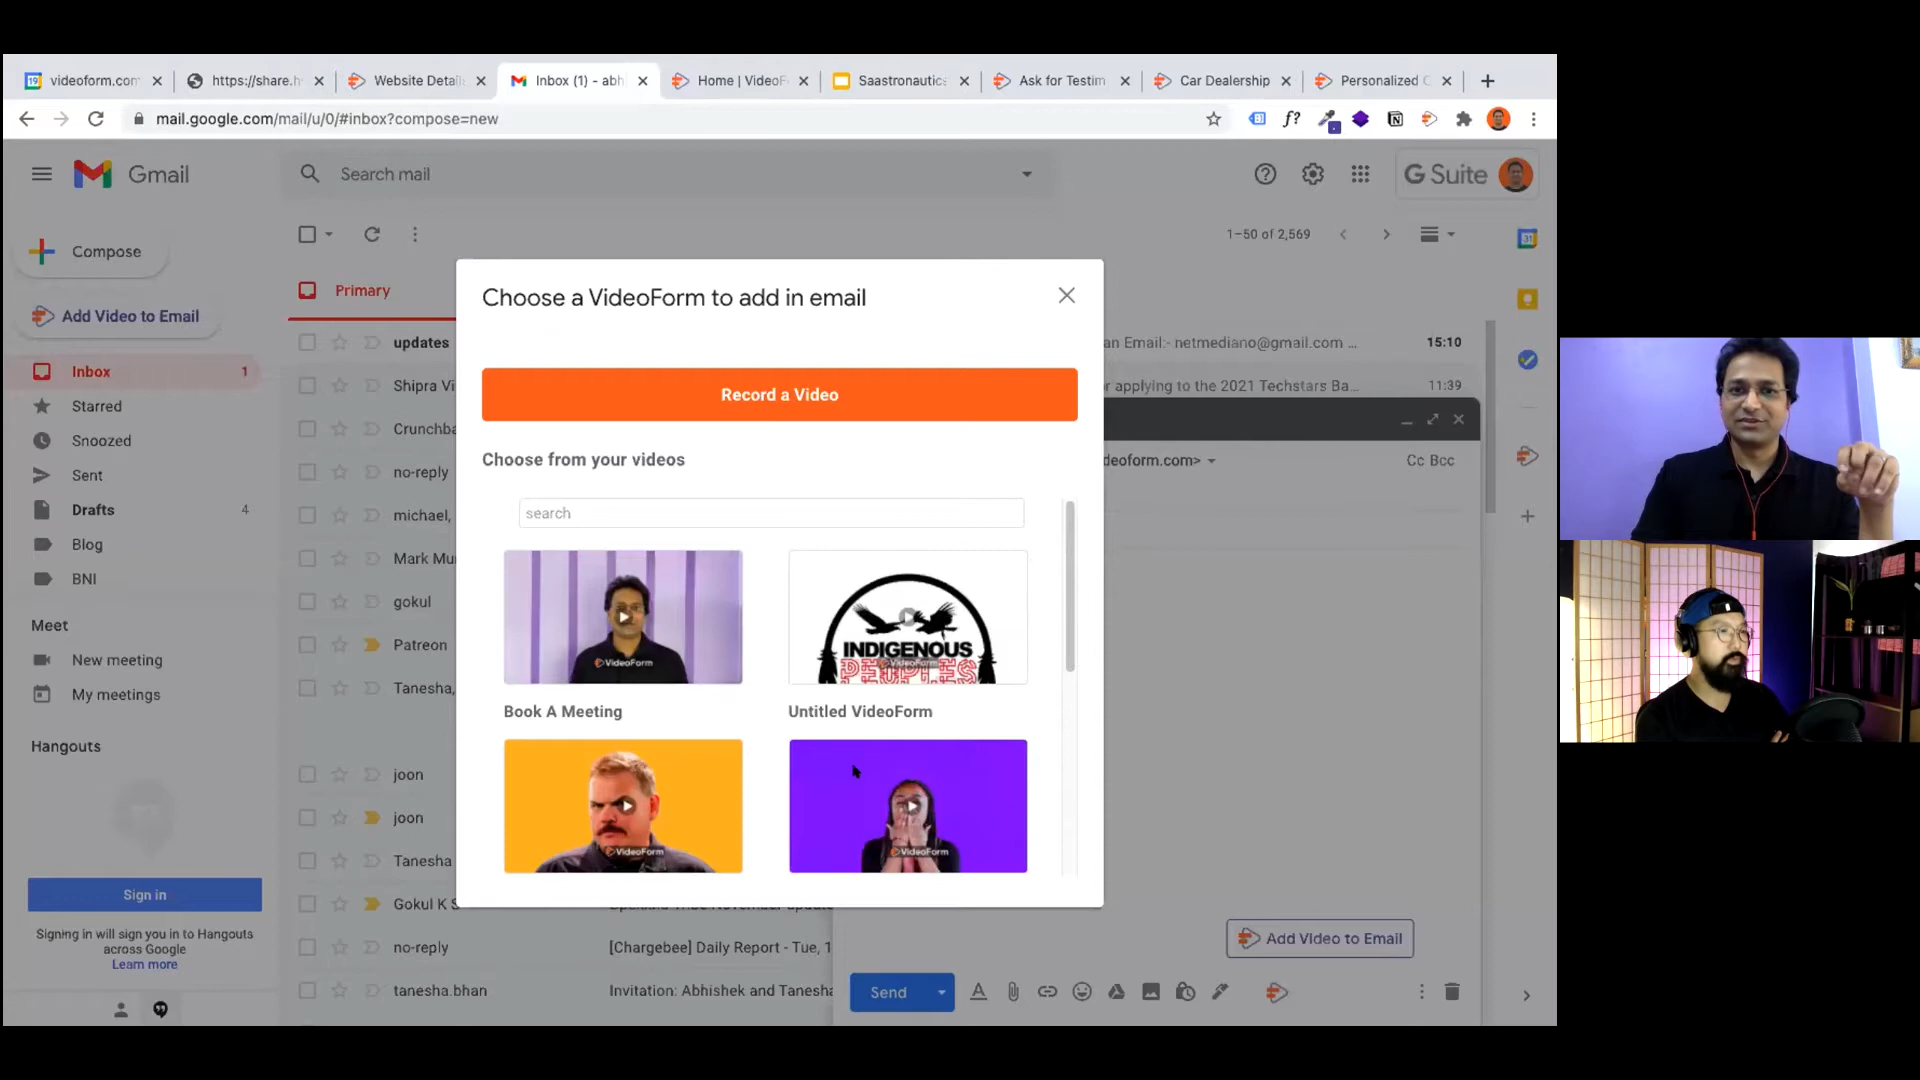 videoform.com
https://share.h
Website Detail
Inbox (1) - abh
Home | VideoF
Saastronautics
Ask for Testim
Car Dealership
Personalized
mail.google.com/mail/u/0/#inbox?compose=new
f?
Gmail
Search mail
G Suite
Compose
1–50 of 2,569
31
Primary
Add Video to Email
Choose a VideoForm to add in email
updates
an Email:- netmediano@gmail.com ...
15:10
Inbox
1
Shipra Vi
r applying to the 2021 Techstars Ba...
11:39
Record a Video
Starred
Crunchba
Snoozed
no-reply
deoform.com>
Cc Bcc
Choose from your videos
Sent
Drafts
4
michael,
search
Blog
Mark Mu
BNI
gokul
Meet
Patreon
INDIGENOUS
PEOPLES
VideoForm
VideoForm
New meeting
My meetings
Tanesha,
Book A Meeting
Untitled VideoForm
Hangouts
joon
joon
Tanesha
VideoForm
VideoForm
Sign in
Gokul K S
Signing in will sign you in to Hangouts
across Google
Learn more
no-reply
[Chargebee] Daily Report - Tue, 1
Add Video to Email
tanesha.bhan
Invitation: Abhishek and Tanesha
Send